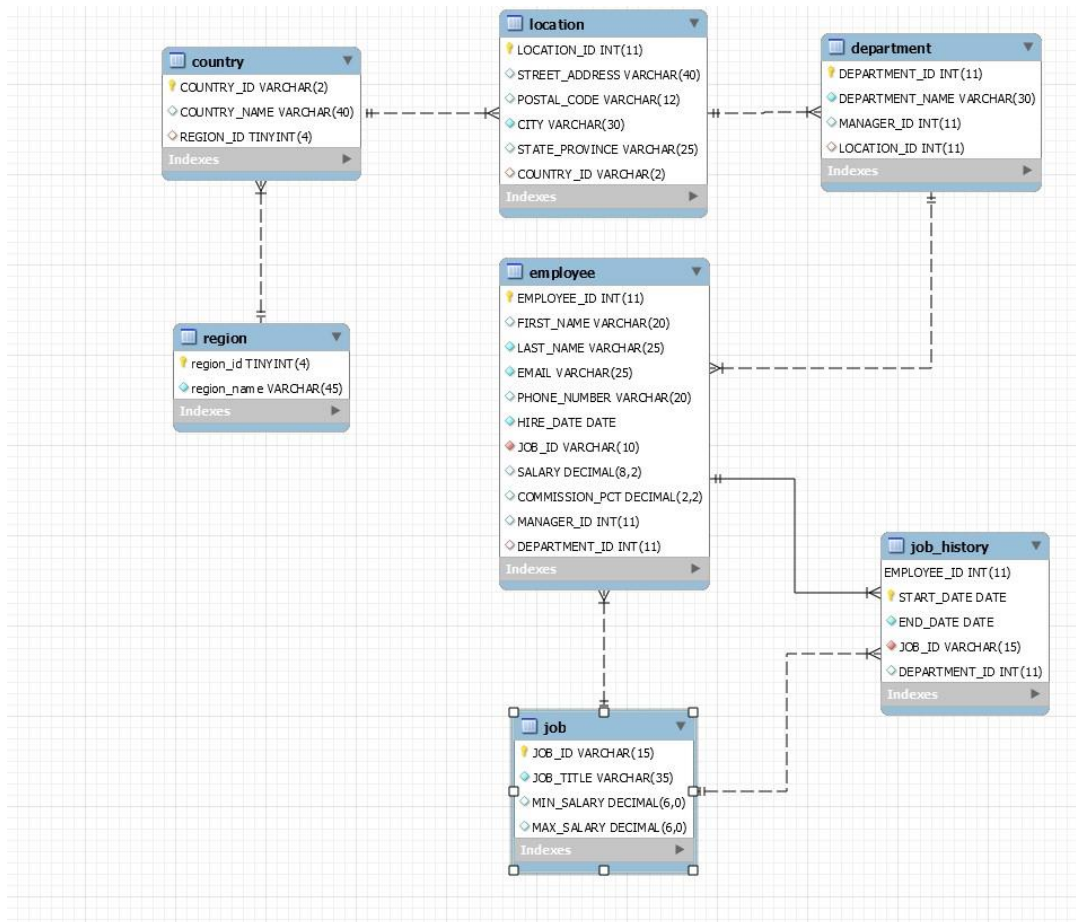 country
COUNTRY_ID VARCHAR(2)
COUNTRY_NAME VARCHAR(40)
REGION_ID TINYINT(4)
Indexes
location
LOCATION_ID INT(11)
STREET_ADDRESS VARCHAR(40)
POSTAL_CODE VARCHAR(12)
CITY VARCHAR(30)
STATE_PROVINCE VARCHAR(25)
COUNTRY_ID VARCHAR(2)
Indexes
department
DEPARTMENT_ID INT(11)
DEPARTMENT_NAME VARCHAR(30)
MANAGER_ID INT(11)
LOCATION_ID INT(11)
Indexes
region
region_id TINYINT(4)
region_name VARCHAR(45)
Indexes
employee
EMPLOYEE_ID INT(11)
FIRST_NAME VARCHAR(20)
LAST_NAME VARCHAR(25)
EMAIL VARCHAR(25)
PHONE_NUMBER VARCHAR(20)
HIRE_DATE DATE
JOB_ID VARCHAR(10)
SALARY DECIMAL(8,2)
COMMISSION_PCT DECIMAL(2,2)
MANAGER_ID INT(11)
DEPARTMENT_ID INT(11)
Indexes
job_history
EMPLOYEE_ID INT(11)
START_DATE DATE
END_DATE DATE
JOB_ID VARCHAR(15)
DEPARTMENT_ID INT(11)
Indexes
job
JOB_ID VARCHAR(15)
JOB_TITLE VARCHAR(35)
MIN_SALARY DECIMAL(6,0)
MAX_SALARY DECIMAL(6,0)
Indexes